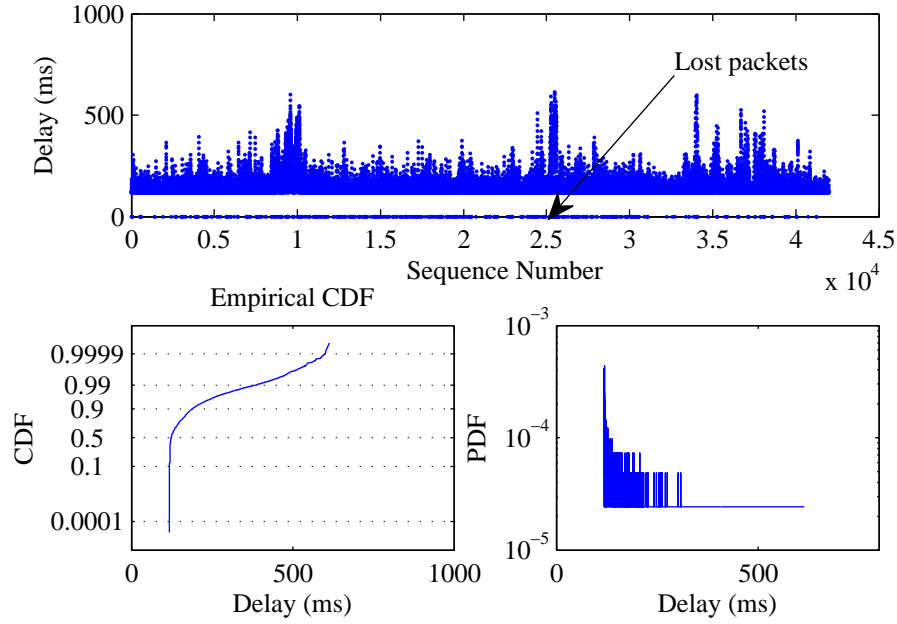 1000
500
0
Delay (ms)
Lost packets
0 0.5 1 1.5 2 2.5 3 3.5 4 4.5
Sequence Number
x 10^4
Empirical CDF
0.9999
0.99
0.9
0.5
0.1
0.0001
CDF
0 500 1000
Delay (ms)
10^−3
10^−4
10^−5
PDF
0 500
Delay (ms)